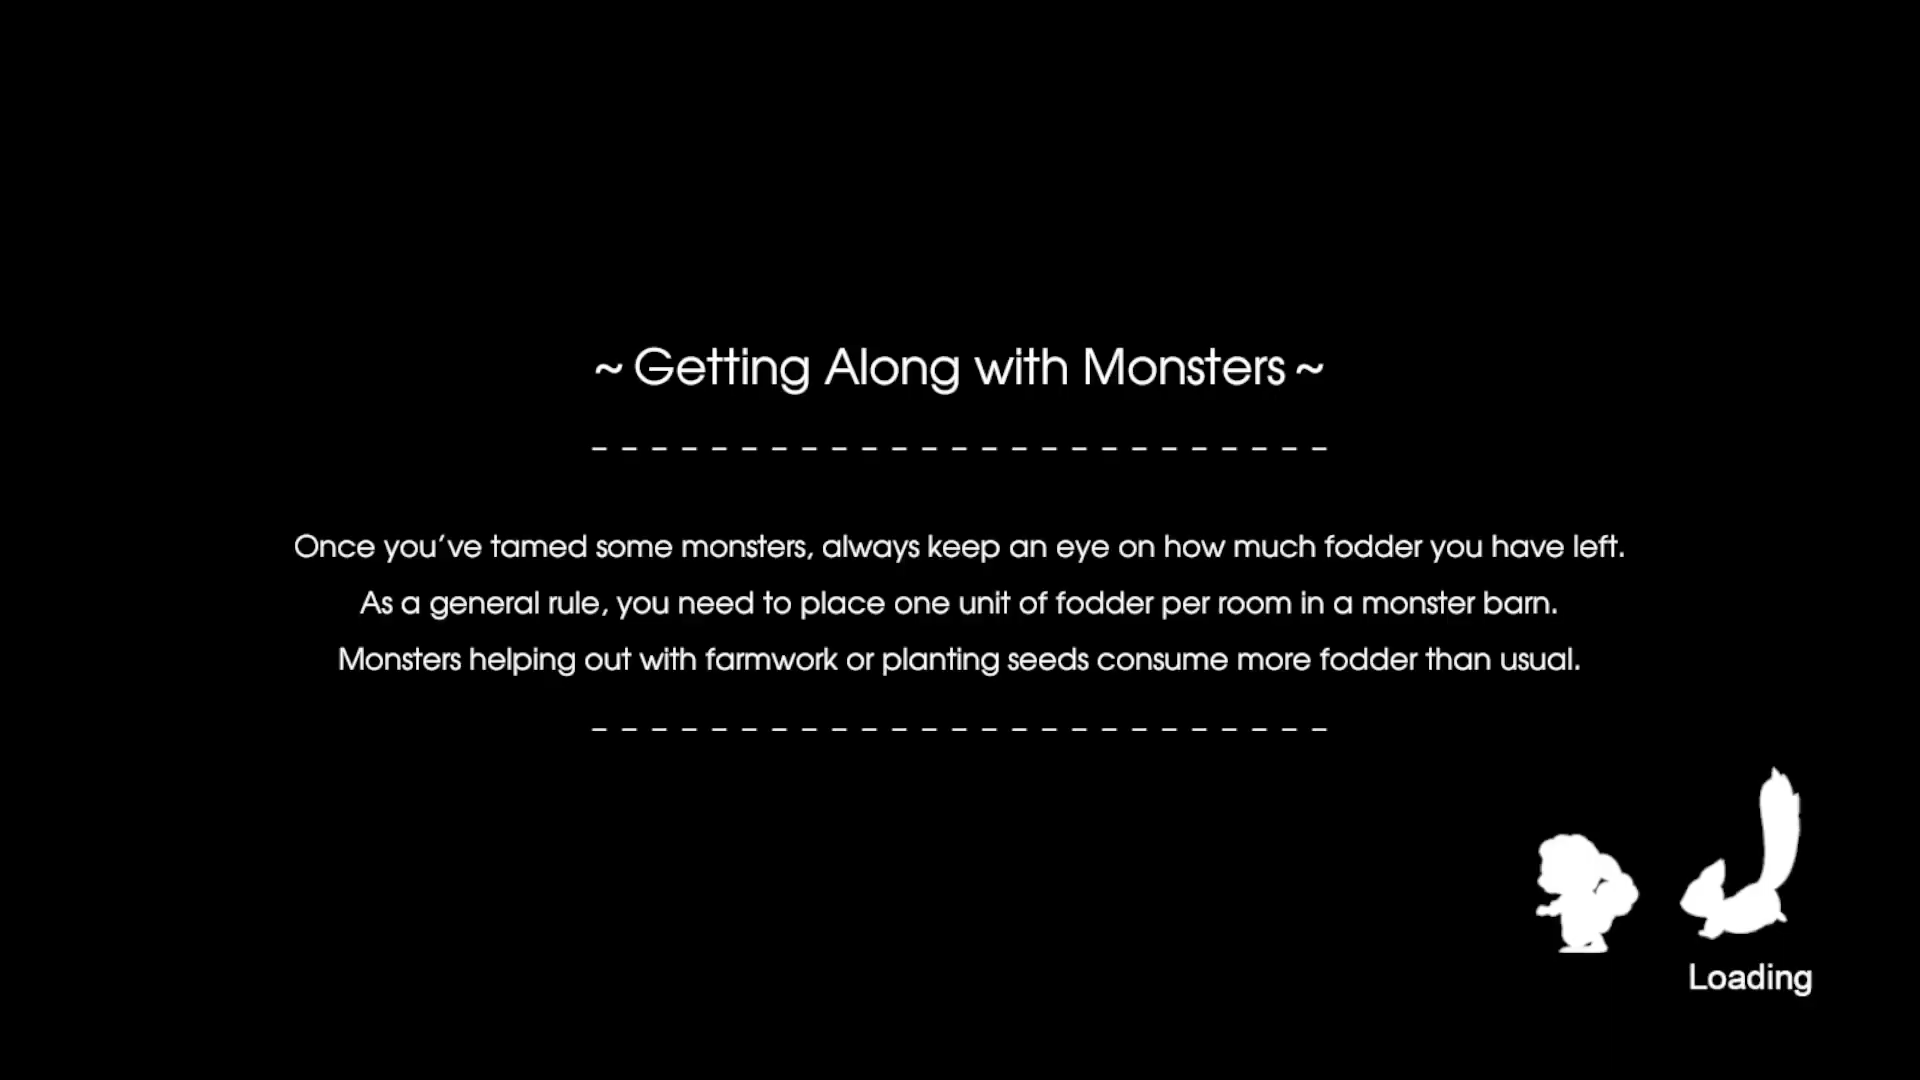 ~ Getting Along with Monsters ~
- - - - - - - - - - - - - - - - - - - - - - - - -
Once you've tamed some monsters, always keep an eye on how much fodder you have left.
As a general rule, you need to place one unit of fodder per room in a monster barn.
Monsters helping out with farmwork or planting seeds consume more fodder than usual.
- - - - - - - - - - - - - - - - - - - - - - - - -
Loading